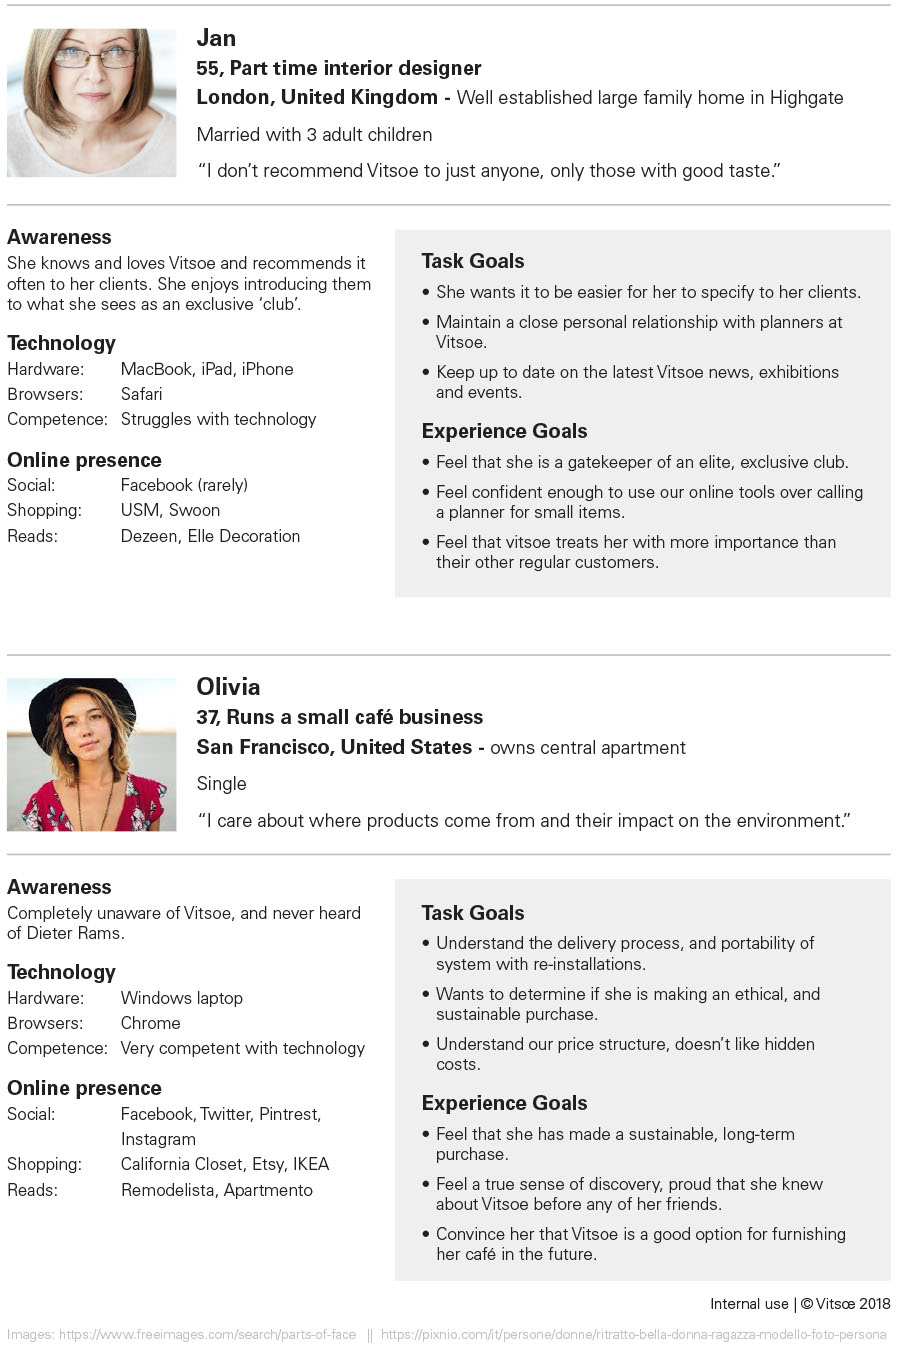 Jan
55, Part time interior designer
London, United Kingdom - Well established large family home in Highgate
Married with 3 adult children
“I don’t recommend Vitsoe to just anyone, only those with good taste.”
Awareness
She knows and loves Vitsoe and recommends it
often to her clients. She enjoys introducing them
to what she sees as an exclusive ‘club’.
Technology
Hardware: MacBook, iPad, iPhone
Browsers: Safari
Competence: Struggles with technology
Online presence
Social: Facebook (rarely)
Shopping: USM, Swoon
Reads: Dezeen, Elle Decoration
Task Goals
• She wants it to be easier for her to specify to her clients.
• Maintain a close personal relationship with planners at
Vitsoe.
• Keep up to date on the latest Vitsoe news, exhibitions
and events.
Experience Goals
• Feel that she is a gatekeeper of an elite, exclusive club.
• Feel confident enough to use our online tools over calling
a planner for small items.
• Feel that vitsoe treats her with more importance than
their other regular customers.
Olivia
37, Runs a small café business
San Francisco, United States - owns central apartment
Single
“I care about where products come from and their impact on the environment.”
Awareness
Completely unaware of Vitsoe, and never heard
of Dieter Rams.
Technology
Hardware: Windows laptop
Browsers: Chrome
Competence: Very competent with technology
Online presence
Social: Facebook, Twitter, Pintrest,
Instagram
Shopping: California Closet, Etsy, IKEA
Reads: Remodelista, Apartmento
Task Goals
• Understand the delivery process, and portability of
system with re-installations.
• Wants to determine if she is making an ethical, and
sustainable purchase.
• Understand our price structure, doesn’t like hidden
costs.
Experience Goals
• Feel that she has made a sustainable, long-term
purchase.
• Feel a true sense of discovery, proud that she knew
about Vitsoe before any of her friends.
• Convince her that Vitsoe is a good option for furnishing
her café in the future.
Internal use | © Vitsœ 2018
Images: https://www.freeimages.com/search/parts-of-face || https://pixnio.com/it/persone/donne/ritratto-bella-donna-ragazza-modello-foto-persona